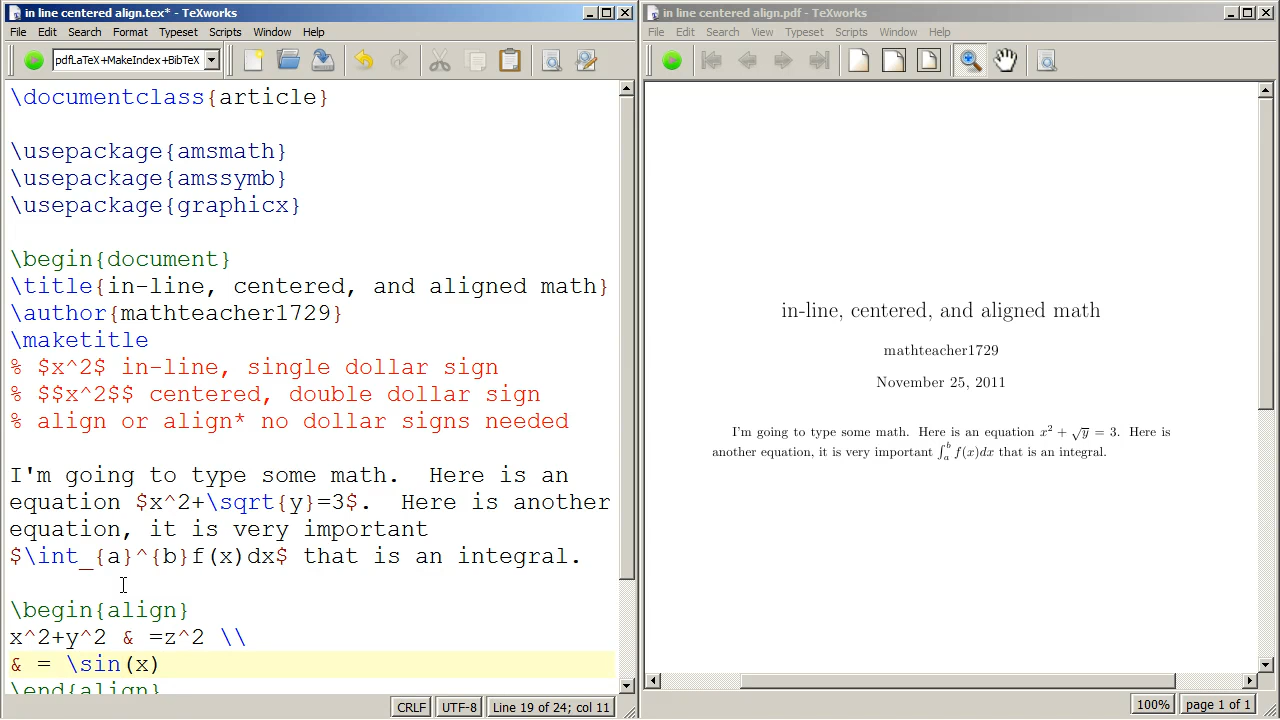 in line centered align.tex* - TeXworks
File Edit Search Format Typeset Scripts Window Help
pdfLaTeX+MakeIndex+BibTeX
\documentclass{article}
\usepackage{amsmath}
\usepackage{amssymb}
\usepackage{graphicx}
\begin{document}
\title{in-line, centered, and aligned math}
\author{mathteacher1729}
\maketitle
% $x^2$ in-line, single dollar sign
% $$x^2$$ centered, double dollar sign
% align or align* no dollar signs needed
I'm going to type some math.  Here is an
equation $x^2+\sqrt{y}=3$.  Here is another
equation, it is very important
$\int_{a}^{b}f(x)dx$ that is an integral.
\begin{align}
x^2+y^2 & =z^2 \\
& = \sin(x)
\end{align}
CRLF UTF-8 Line 19 of 24; col 11
in line centered align.pdf - TeXworks
File Edit Search View Typeset Scripts Window Help
in-line, centered, and aligned math
mathteacher1729
November 25, 2011
I'm going to type some math. Here is an equation x² + √y = 3. Here is
another equation, it is very important ∫ₐᵇ f(x)dx that is an integral.
100% page 1 of 1